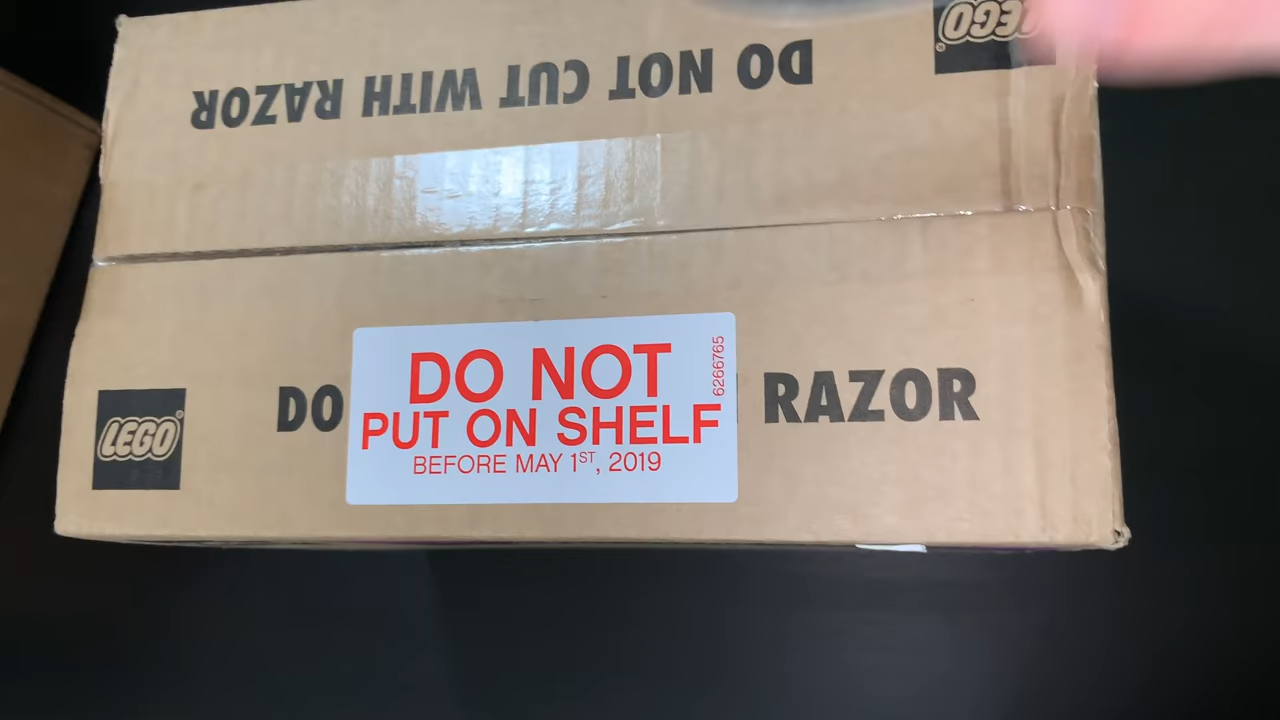 LEGO
DO NOT CUT WITH RAZOR
DO NOT
PUT ON SHELF
BEFORE MAY 1ST, 2019
6266765
DO RAZOR
LEGO